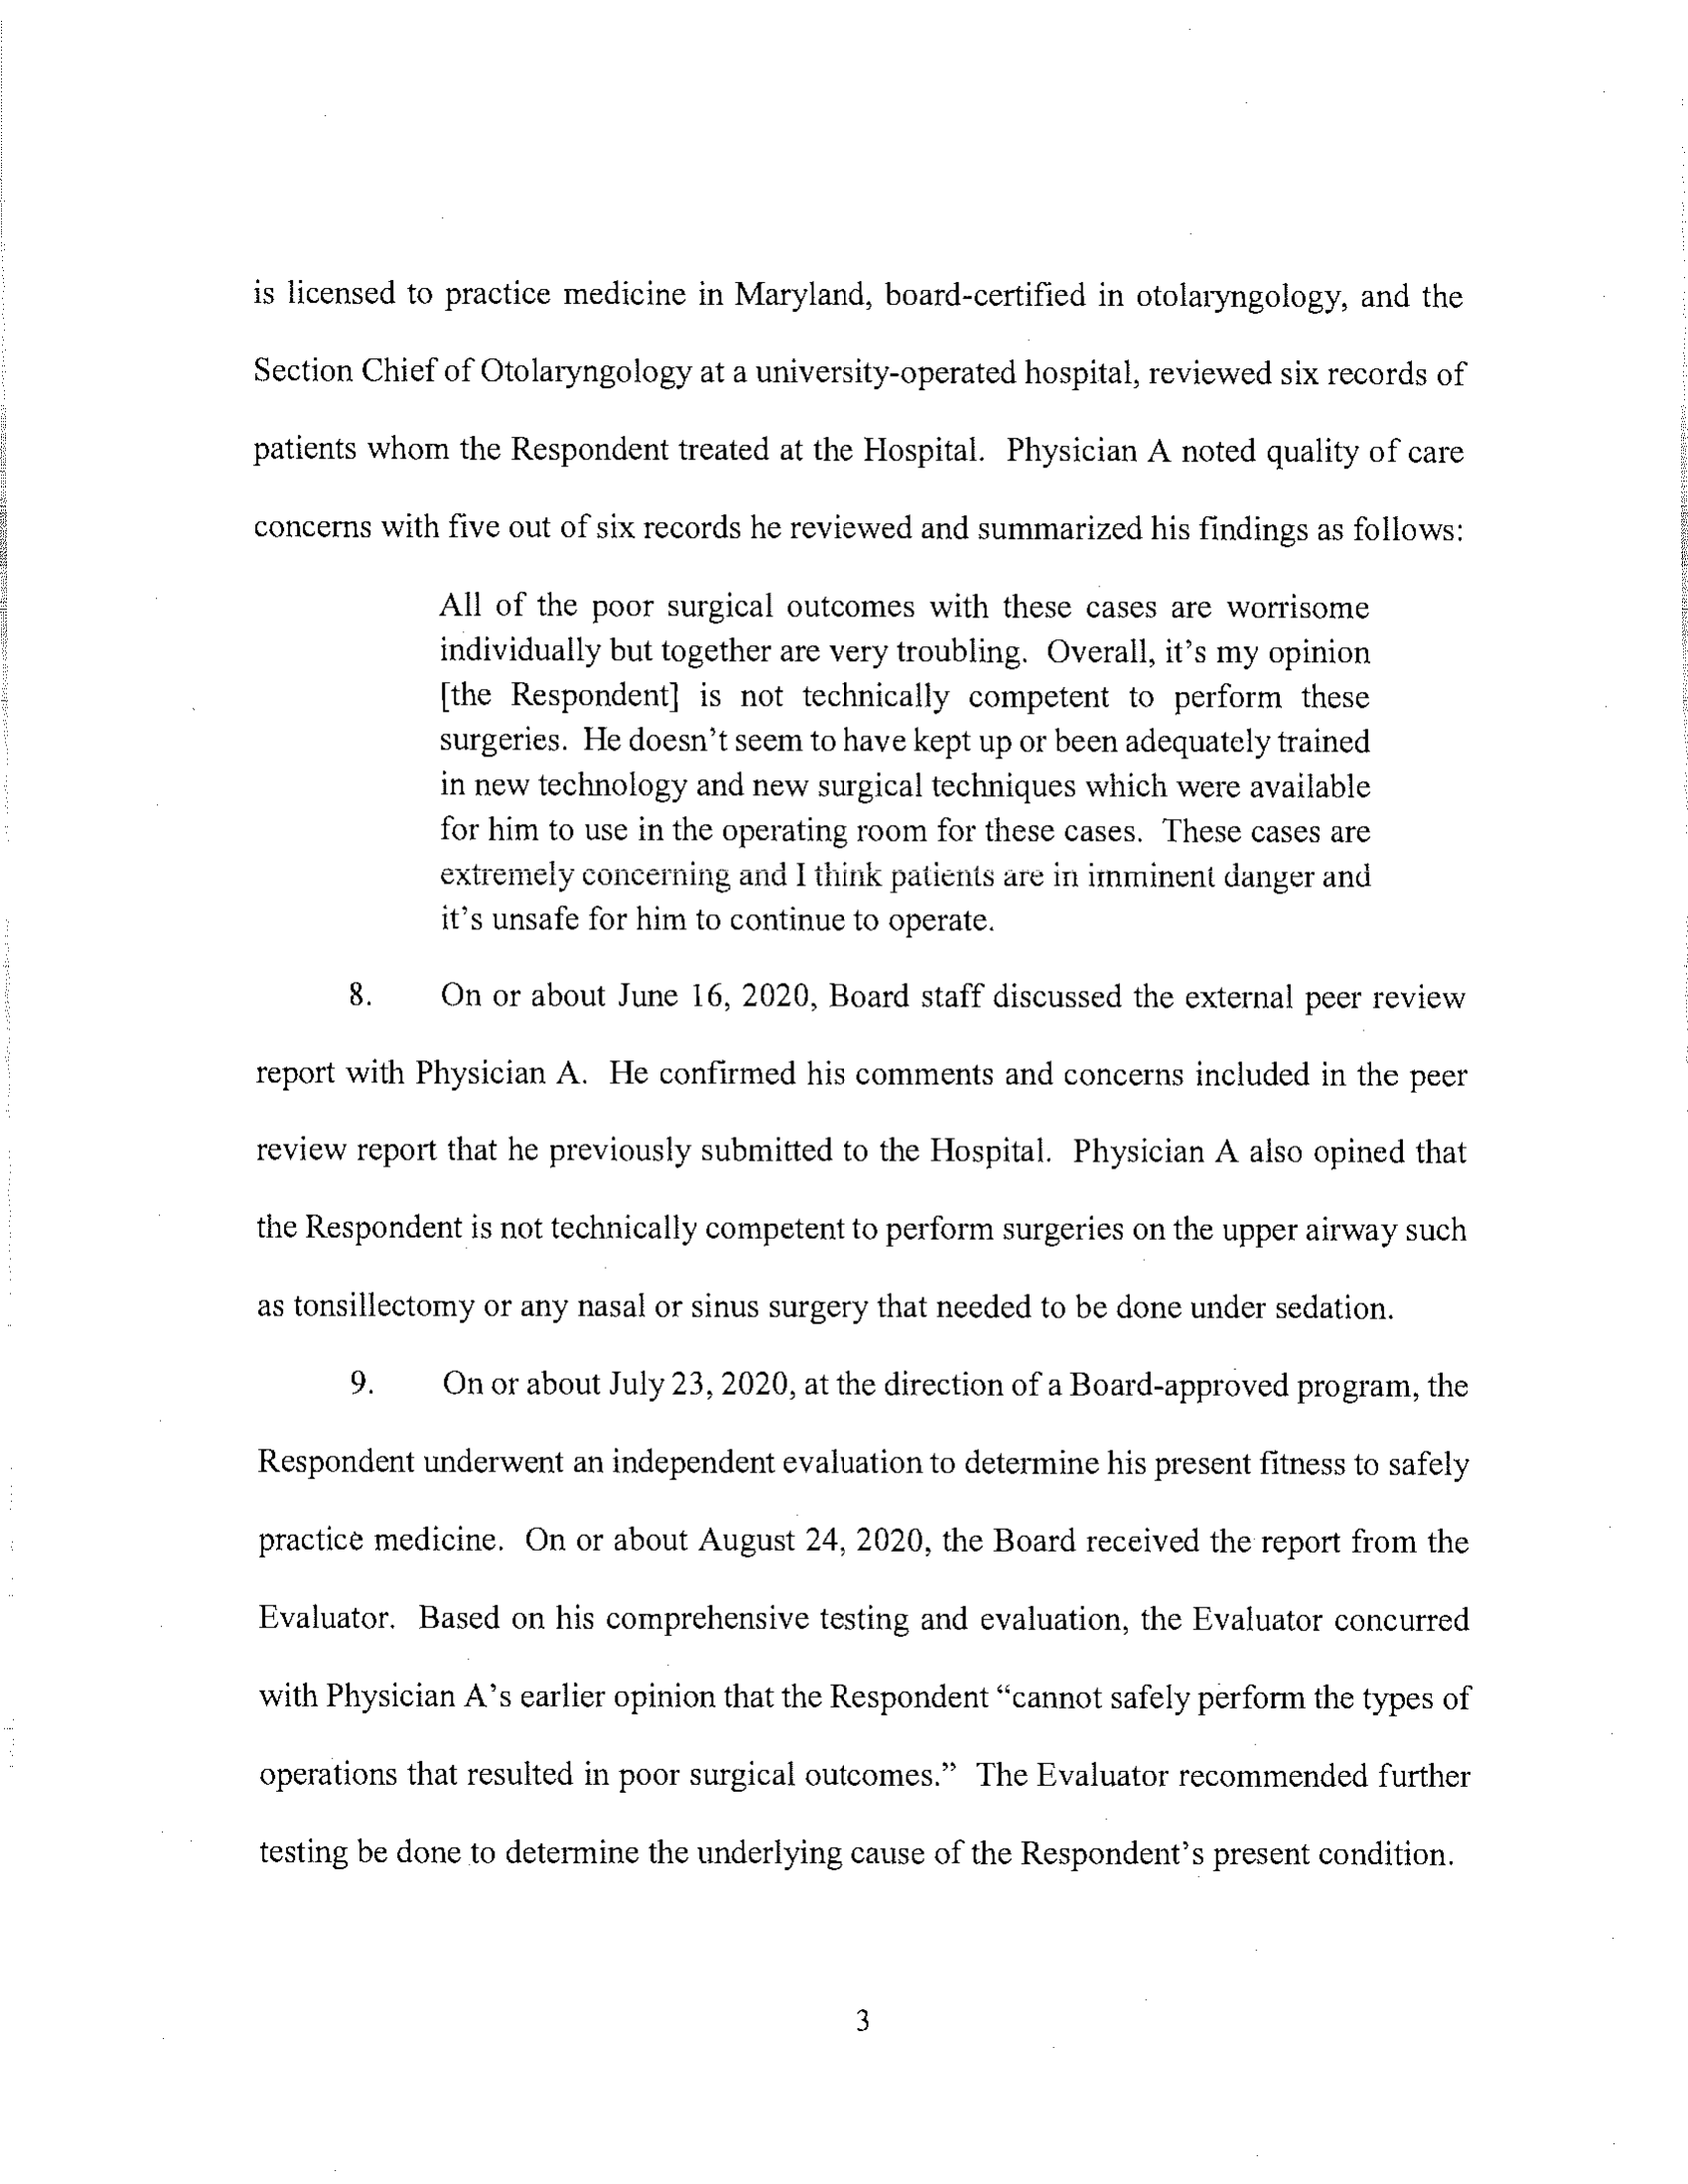 is licensed to practice medicine in Maryland, board-certified in otolaryngology, and the
Section Chief of Otolaryngology at a university-operated hospital, reviewed six records of
patients whom the Respondent treated at the Hospital. Physician A noted quality of care
concerns with five out of six records he reviewed and summarized his findings as follows:
All of the poor surgical outcomes with these cases are worrisome
individually but together are very troubling. Overall, it's my opinion
[the Respondent] is not technically competent to perform these
surgeries. He doesn't seem to have kept up or been adequately trained
in new technology and new surgical techniques which were available
for him to use in the operating room for these cases. These cases are
extremely concerning and I think patients are in imminent danger and
it's unsafe for him to continue to operate.
8. On or about June 16, 2020, Board staff discussed the external peer review
report with Physician A. He confirmed his comments and concerns included in the peer
review report that he previously submitted to the Hospital. Physician A also opined that
the Respondent is not technically competent to perform surgeries on the upper airway such
as tonsillectomy or any nasal or sinus surgery that needed to be done under sedation.
9. On or about July 23, 2020, at the direction of a Board-approved program, the
Respondent underwent an independent evaluation to determine his present fitness to safely
practice medicine. On or about August 24, 2020, the Board received the report from the
Evaluator. Based on his comprehensive testing and evaluation, the Evaluator concurred
with Physician A's earlier opinion that the Respondent “cannot safely perform the types of
operations that resulted in poor surgical outcomes.” The Evaluator recommended further
testing be done to determine the underlying cause of the Respondent's present condition.
3